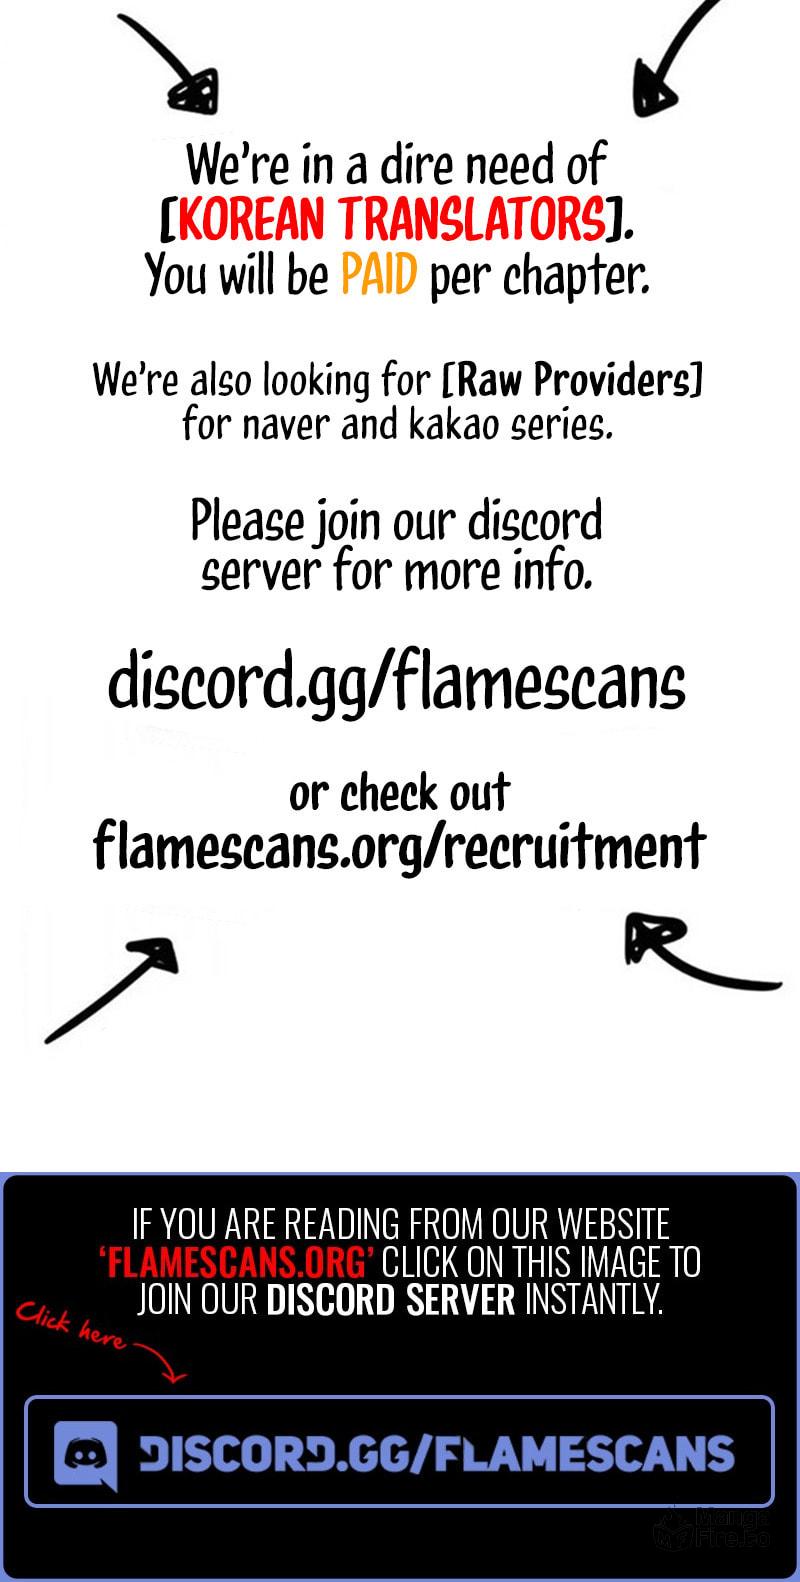 We're in a dire need of
[KOREAN TRANSLATORS].
You will be PAID per chapter.
We're also looking for [Raw Providers]
for naver and kakao series.
Please join our discord
server for more info.
discord.gg/flamescans
or check out
flamescans.org/recruitment
IF YOU ARE READING FROM OUR WEBSITE
‘FLAMESCANS.ORG’ CLICK ON THIS IMAGE TO
JOIN OUR DISCORD SERVER INSTANTLY.
Click here
DISCORD.GG/FLAMESCANS
Manga
Fire.to